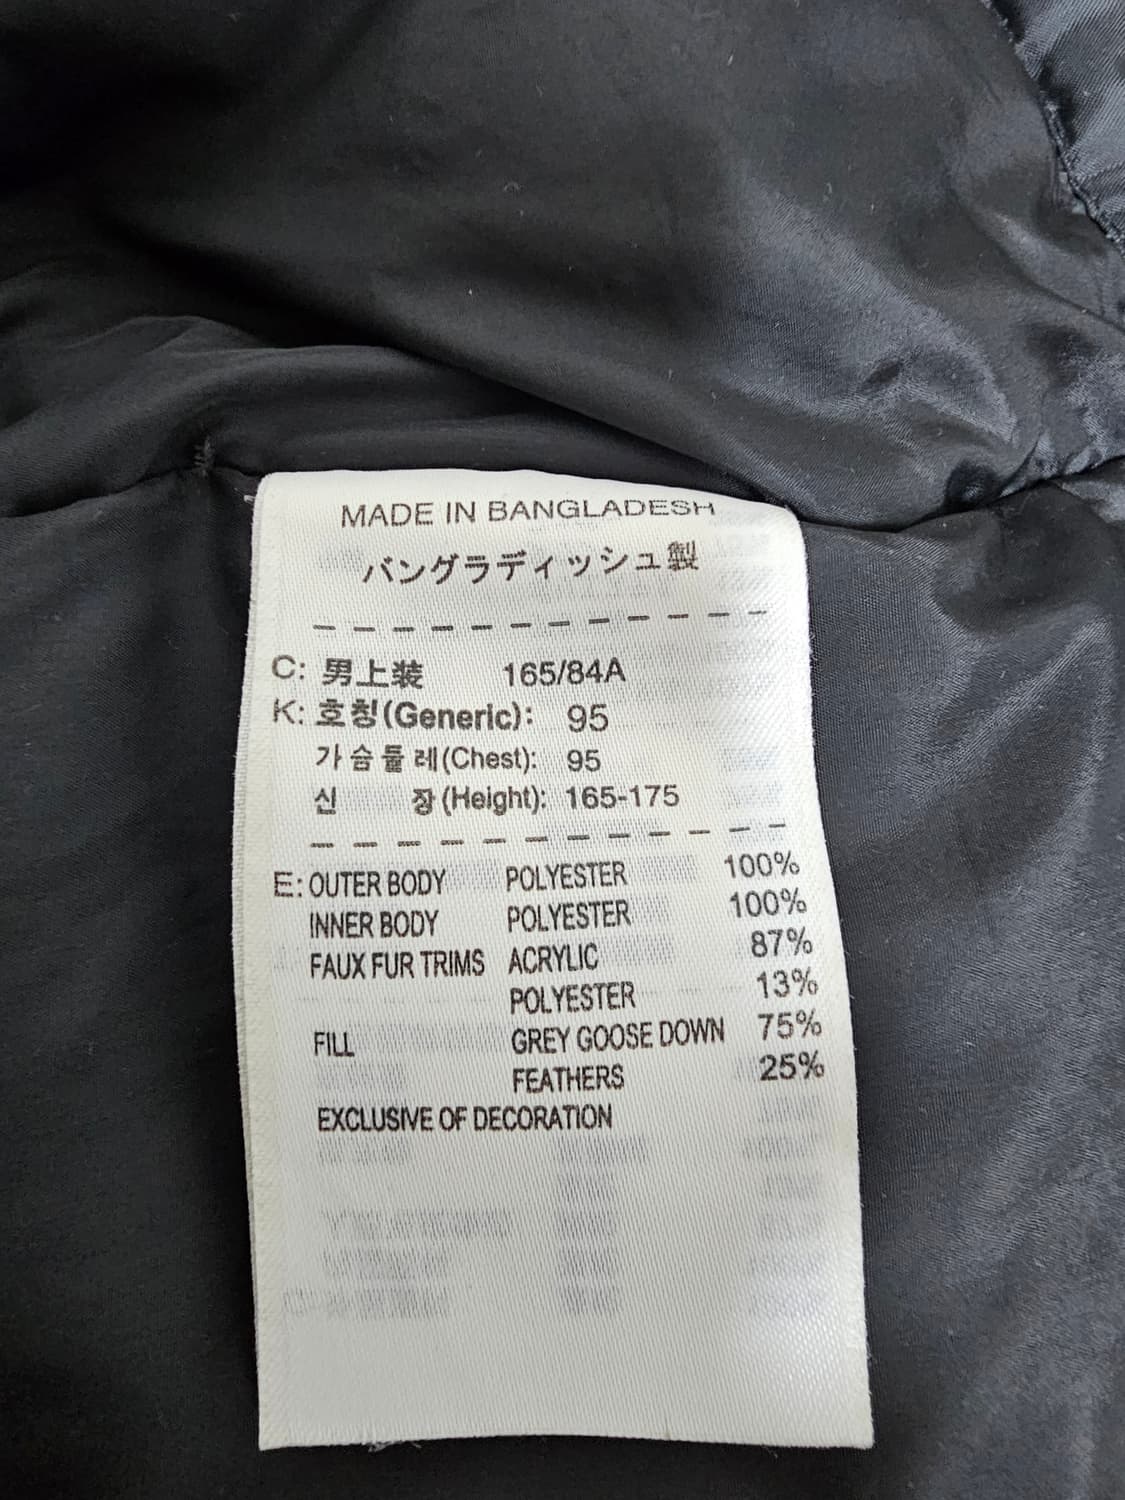 MADE IN BANGLADESH
バングラディッシュ製
C: 男上装 165/84A
K: 호칭(Generic): 95
가슴둘레(Chest): 95
신 장(Height): 165-175
E: OUTER BODY POLYESTER 100%
INNER BODY POLYESTER 100%
FAUX FUR TRIMS ACRYLIC 87%
POLYESTER 13%
FILL GREY GOOSE DOWN 75%
FEATHERS 25%
EXCLUSIVE OF DECORATION